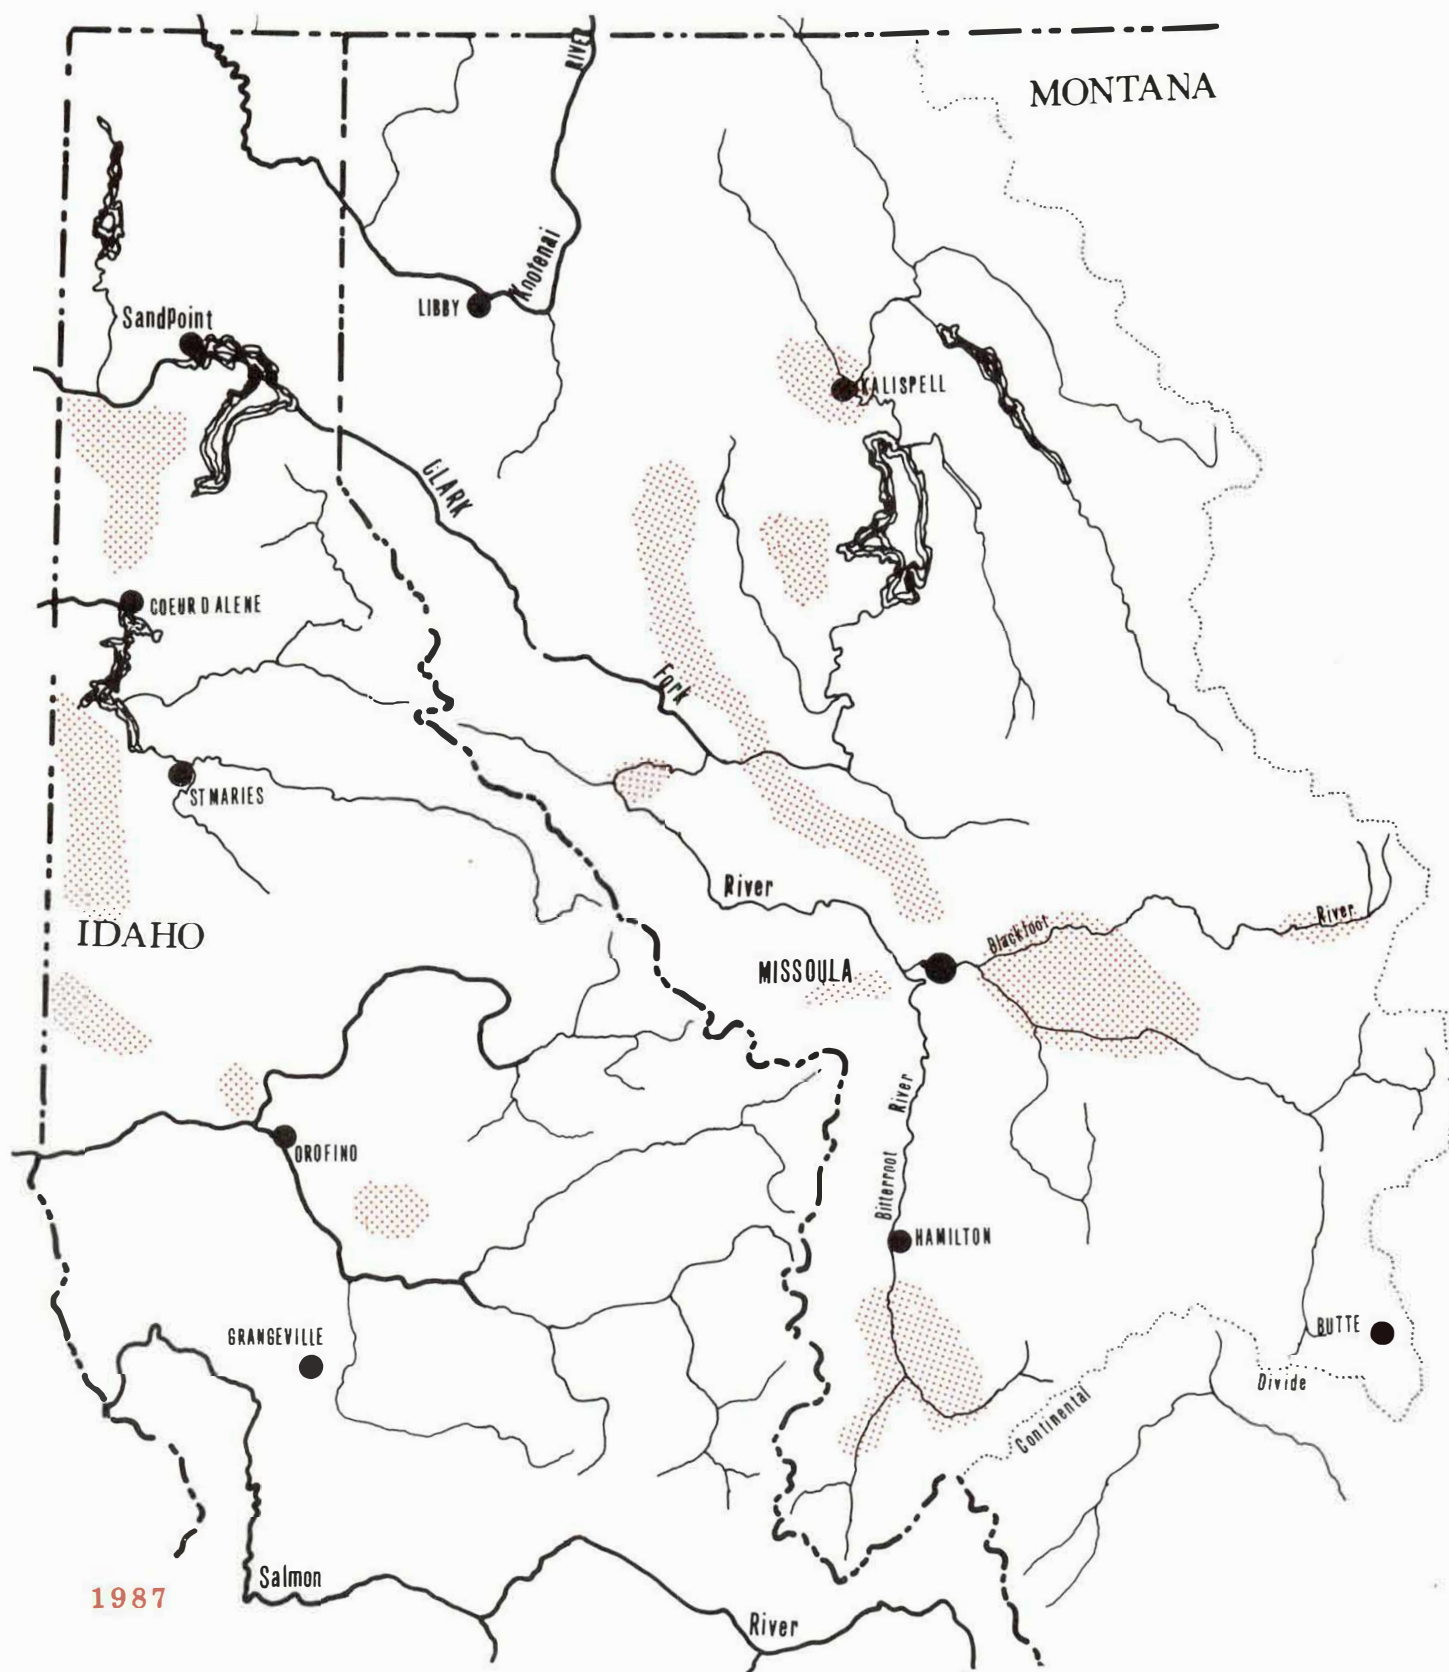 RIVER
MONTANA
Knotenai
LIBBY
SandPoint
KALISPELL
CLARK
COEUR D ALENE
Fork
ST MARIES
River
IDAHO
Blackfoot
River
MISSOULA
River
Bitterroot
OROFINO
HAMILTON
GRANGEVILLE
BUTTE
Divide
Continental
Salmon
1987
River